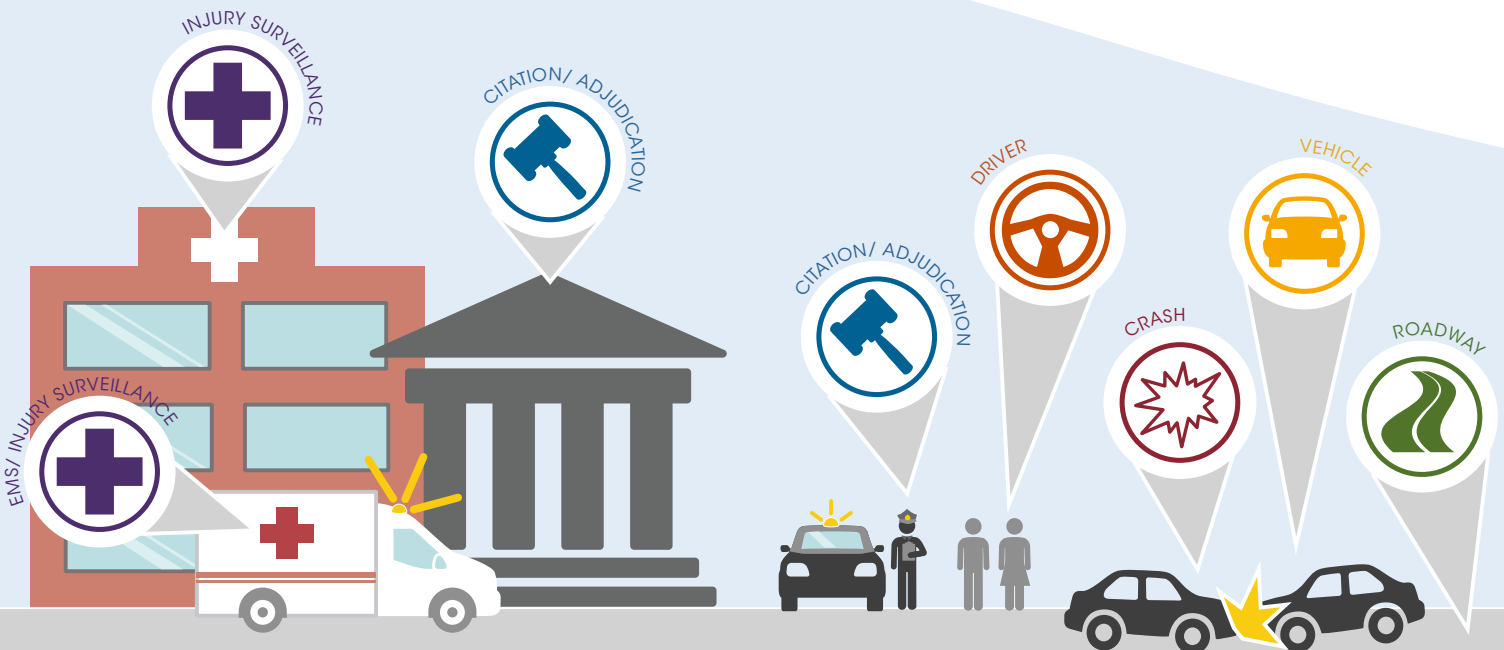 INJURY SURVEILLANCE
CITATION/ ADJUDICATION
DRIVER
VEHICLE
CITATION/ ADJUDICATION
CRASH
ROADWAY
EMS/ INJURY SURVEILLANCE